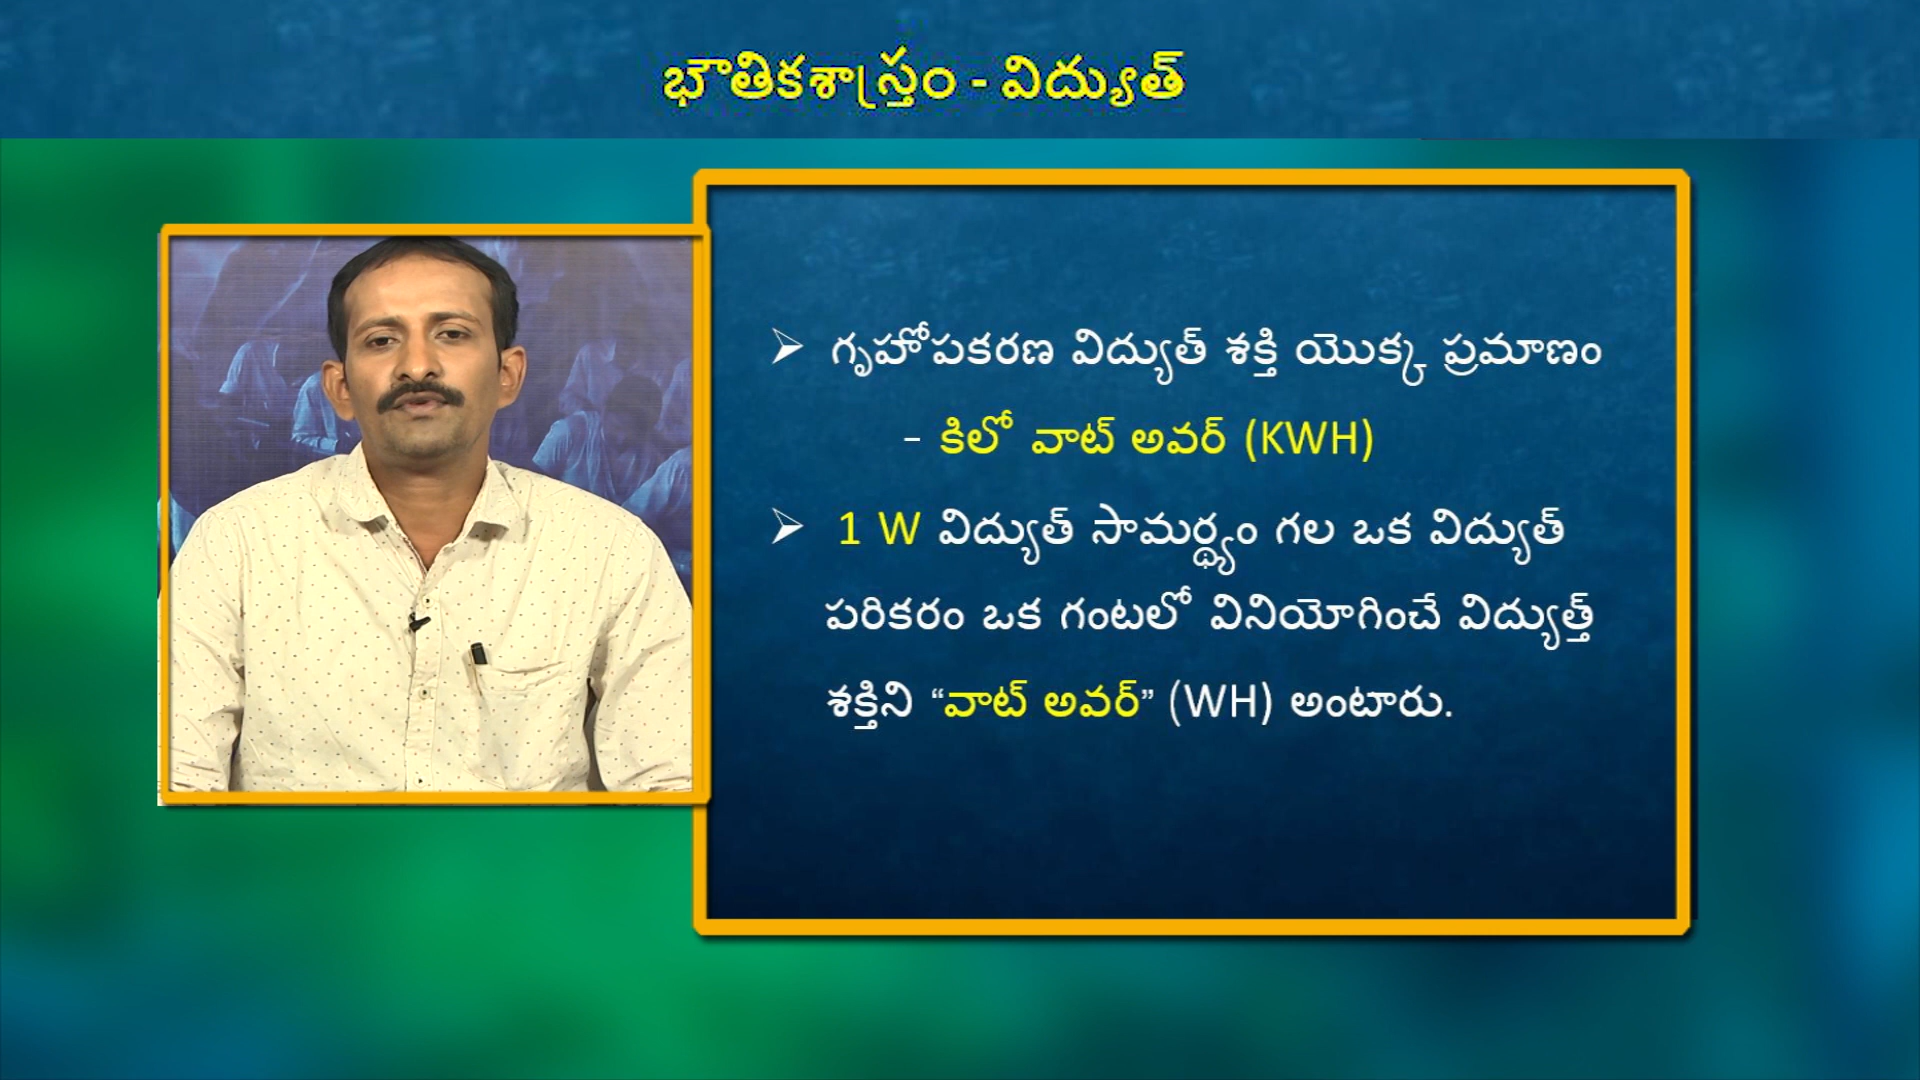 భౌతికశాస్త్రం - విద్యుత్
➢ గృహోపకరణ విద్యుత్ శక్తి యొక్క ప్రమాణం
- కిలో వాట్ అవర్ (KWH)
➢ 1 W విద్యుత్ సామర్థ్యం గల ఒక విద్యుత్
పరికరం ఒక గంటలో వినియోగించే విద్యుత్త్
శక్తిని “వాట్ అవర్” (WH) అంటారు.